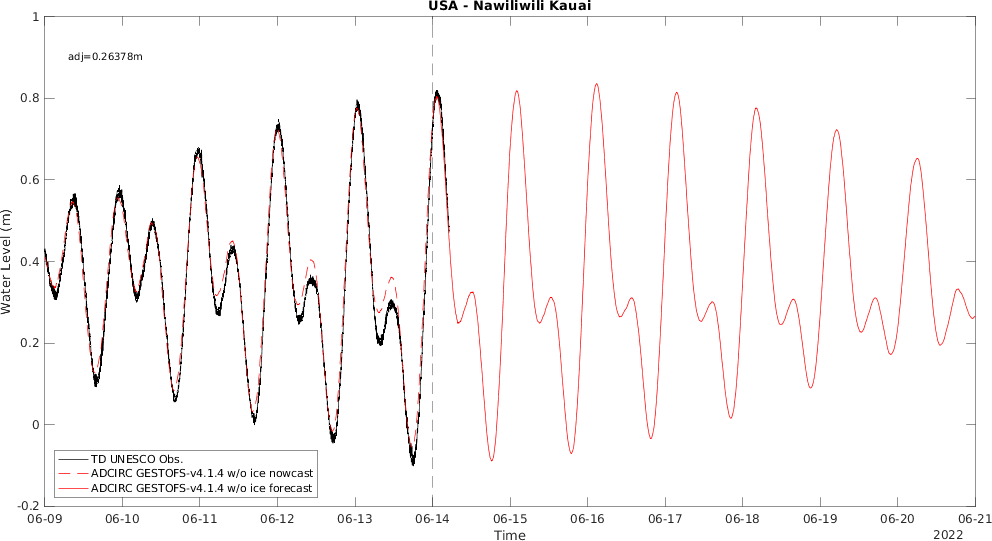 USA - Nawiliwili Kauai
1
adj=0.26378m
0.8
0.6
0.4
0.2
0
-0.2
Water Level (m)
TD UNESCO Obs.
ADCIRC GESTOFS-v4.1.4 w/o ice nowcast
ADCIRC GESTOFS-v4.1.4 w/o ice forecast
06-09 06-10 06-11 06-12 06-13 06-14 06-15 06-16 06-17 06-18 06-19 06-20 06-21
Time
2022